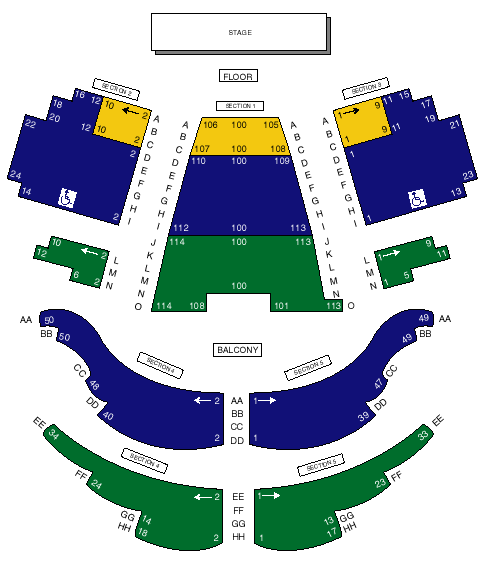 STAGE
FLOOR
SECTION 1
SECTION 2
16 12 10 2
18
20 12 10 2
22
2
24
14
2
A
B
C
D
E
F
G
H
I
A
B
C
D
E
F
G
H
I
J
K
L
M
N
O
106 100 105
107 100 108
110 100 109
112 100 113
114 100 113
100
114 108 101 113
A
B
C
D
E
F
G
H
I
J
K
L
M
N
O
SECTION 3
1 9 11 15
17
1 9 11 19
21
1
23
13
1
A
B
C
D
E
F
G
H
I
10 2
12
6 2
L
M
N
L
M
N
1 9
11
1 5
BALCONY
AA 50
BB 50
CC 48
DD 40
SECTION 4
2
2
AA
BB
CC
DD
SECTION 5
1
1
49 AA
49 BB
47 CC
39 DD
EE 34
FF 24
GG 14
HH 18
SECTION 4
2
2
EE
FF
GG
HH
SECTION 5
1
1
33 EE
23 FF
13 GG
17 HH